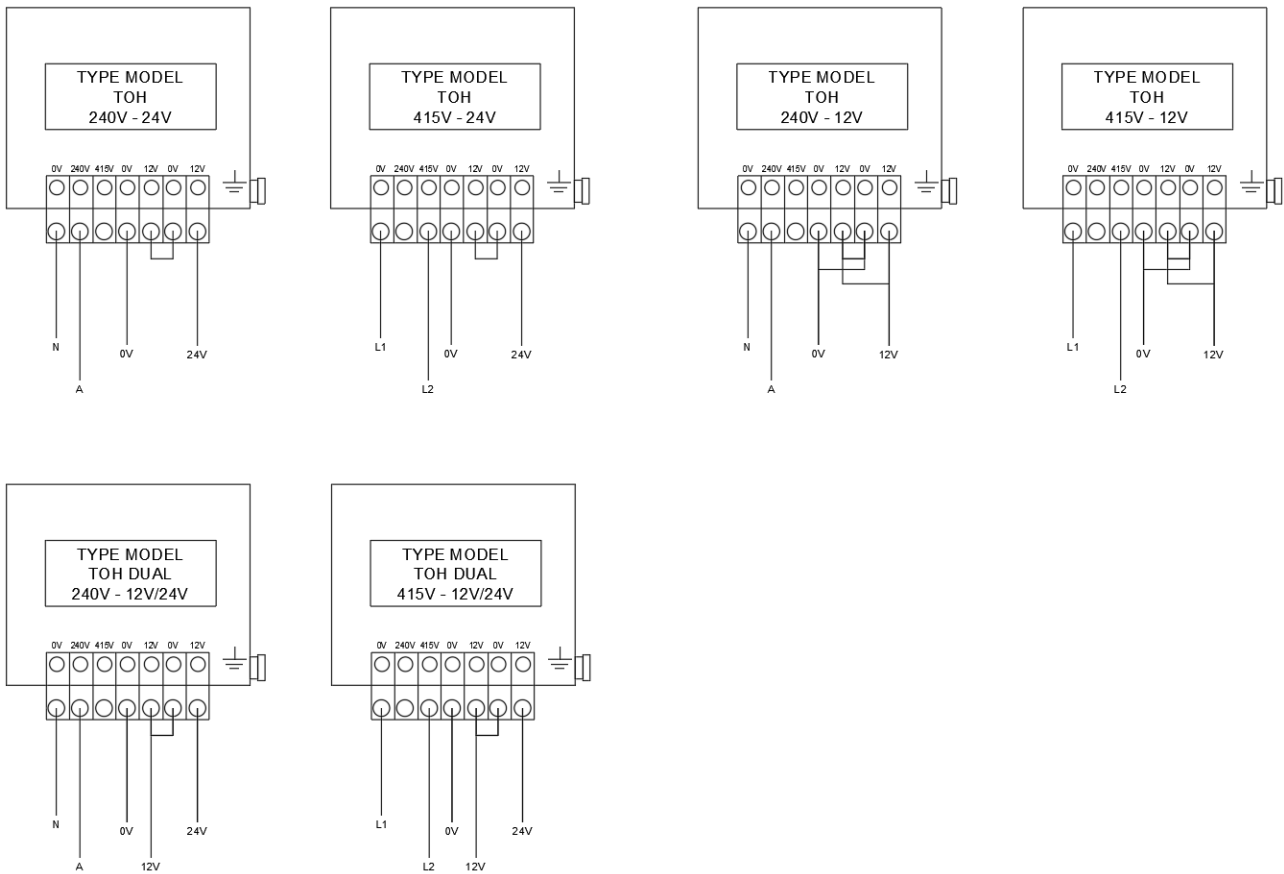 TYPE MODEL
TOH
240V - 24V
0V 240V 415V 0V 12V 0V 12V
N
0V
24V
A
TYPE MODEL
TOH
415V - 24V
0V 240V 415V 0V 12V 0V 12V
L1
0V
24V
L2
TYPE MODEL
TOH
240V - 12V
0V 240V 415V 0V 12V 0V 12V
N
0V
12V
A
TYPE MODEL
TOH
415V - 12V
0V 240V 415V 0V 12V 0V 12V
L1
0V
12V
L2
TYPE MODEL
TOH DUAL
240V - 12V/24V
0V 240V 415V 0V 12V 0V 12V
N
0V
24V
A
12V
TYPE MODEL
TOH DUAL
415V - 12V/24V
0V 240V 415V 0V 12V 0V 12V
L1
0V
24V
L2
12V